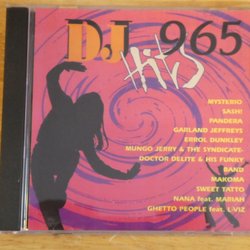 DJ 965
Hits
MYSTERIO
SASH!
PANDERA
GARLAND JEFFREYS
ERROL DUNKLEY
MUNGO JERRY & THE SYNDICATE
DOCTOR DELITE & HIS FUNKY
BAND
MAKOMA
SWEET TATTO
NANA feat. MARIAH
GHETTO PEOPLE feat. L-VIZ